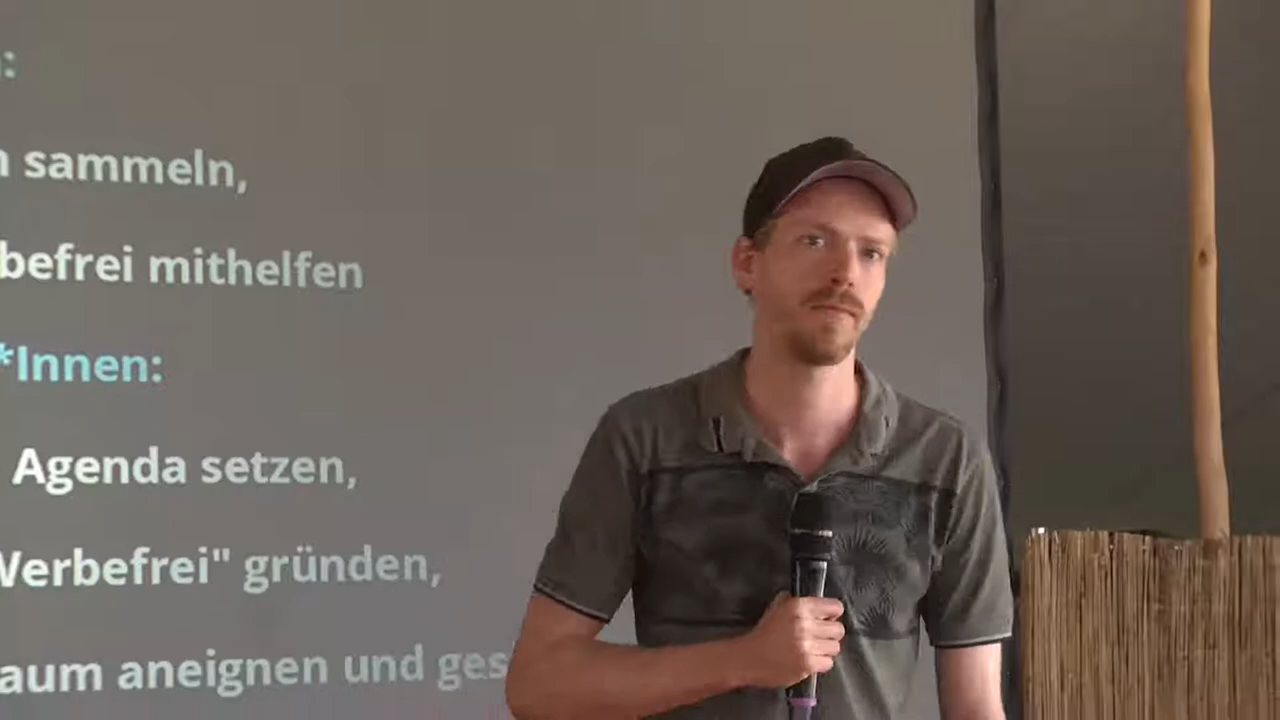 :
sammeln,
befrei mithelfen
*Innen:
Agenda setzen,
Werbefrei" gründen,
aum aneignen und ges